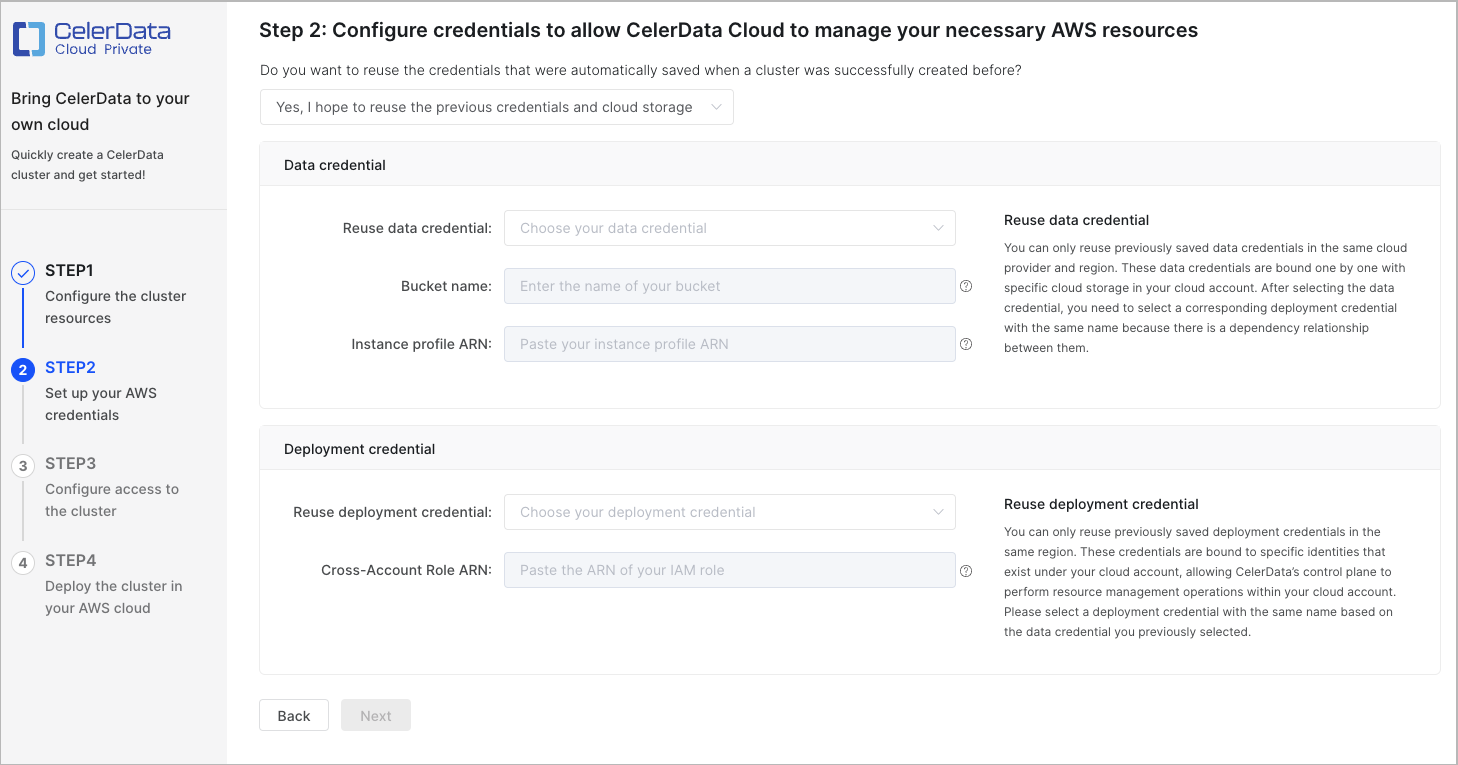 CelerData
Cloud Private
Bring CelerData to your
own cloud
Quickly create a CelerData
cluster and get started!
STEP1
Configure the cluster
resources
2
STEP2
Set up your AWS
credentials
3
STEP3
Configure access to
the cluster
4
STEP4
Deploy the cluster in
your AWS cloud
Step 2: Configure credentials to allow CelerData Cloud to manage your necessary AWS resources
Do you want to reuse the credentials that were automatically saved when a cluster was successfully created before?
Yes, I hope to reuse the previous credentials and cloud storage
Data credential
Reuse data credential:
Choose your data credential
Bucket name:
Enter the name of your bucket
?
Instance profile ARN:
Paste your instance profile ARN
?
Reuse data credential
You can only reuse previously saved data credentials in the same cloud
provider and region. These data credentials are bound one by one with
specific cloud storage in your cloud account. After selecting the data
credential, you need to select a corresponding deployment credential
with the same name because there is a dependency relationship
between them.
Deployment credential
Reuse deployment credential:
Choose your deployment credential
Cross-Account Role ARN:
Paste the ARN of your IAM role
?
Reuse deployment credential
You can only reuse previously saved deployment credentials in the
same region. These credentials are bound to specific identities that
exist under your cloud account, allowing CelerData's control plane to
perform resource management operations within your cloud account.
Please select a deployment credential with the same name based on
the data credential you previously selected.
Back
Next